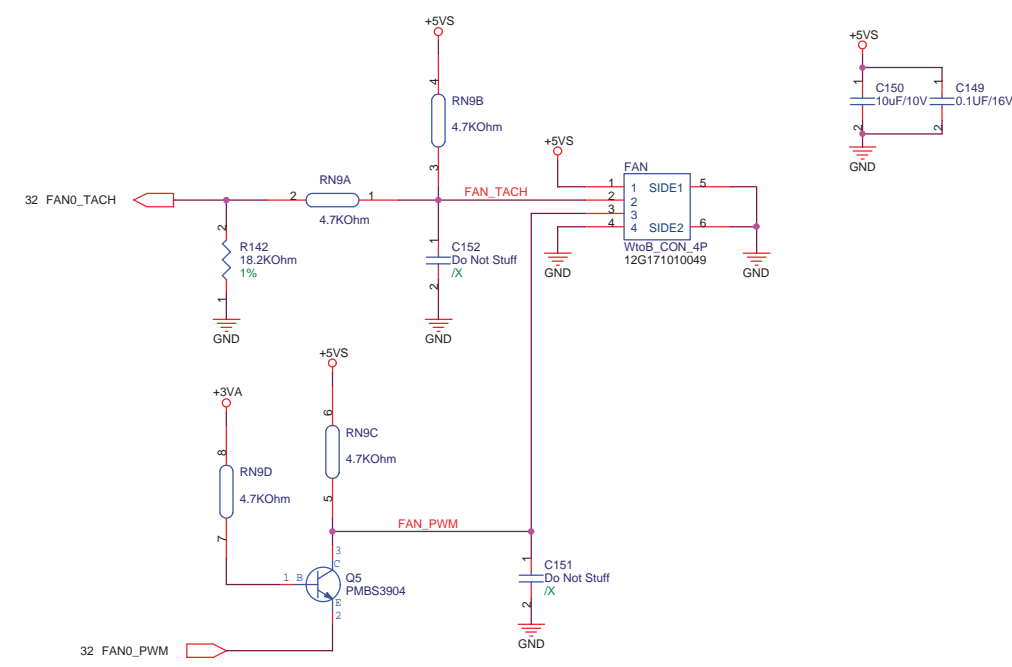 +5VS
+5VS
4
RN9B
4.7KOhm
3
1
C150
10uF/10V
2
1
C149
0.1UF/16V
2
GND
+5VS
FAN
32 FAN0_TACH
2
RN9A
1
4.7KOhm
FAN_TACH
1
2
3
4
1
2
3
4
SIDE1
SIDE2
5
6
WtoB_CON_4P
12G171010049
GND
GND
2
R142
18.2KOhm
1%
1
GND
1
C152
Do Not Stuff
/X
2
GND
+5VS
+3VA
6
RN9C
4.7KOhm
5
8
RN9D
4.7KOhm
7
FAN_PWM
3
C
1 B
Q5
PMBS3904
E
2
1
C151
Do Not Stuff
/X
2
GND
32 FAN0_PWM